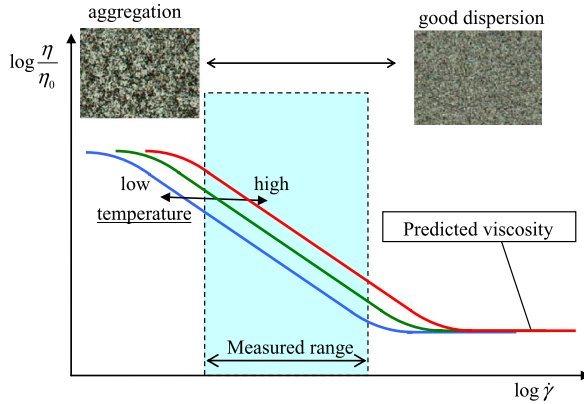 aggregation
good dispersion
log η/η₀
low
high
temperature
Predicted viscosity
Measured range
log γ̇